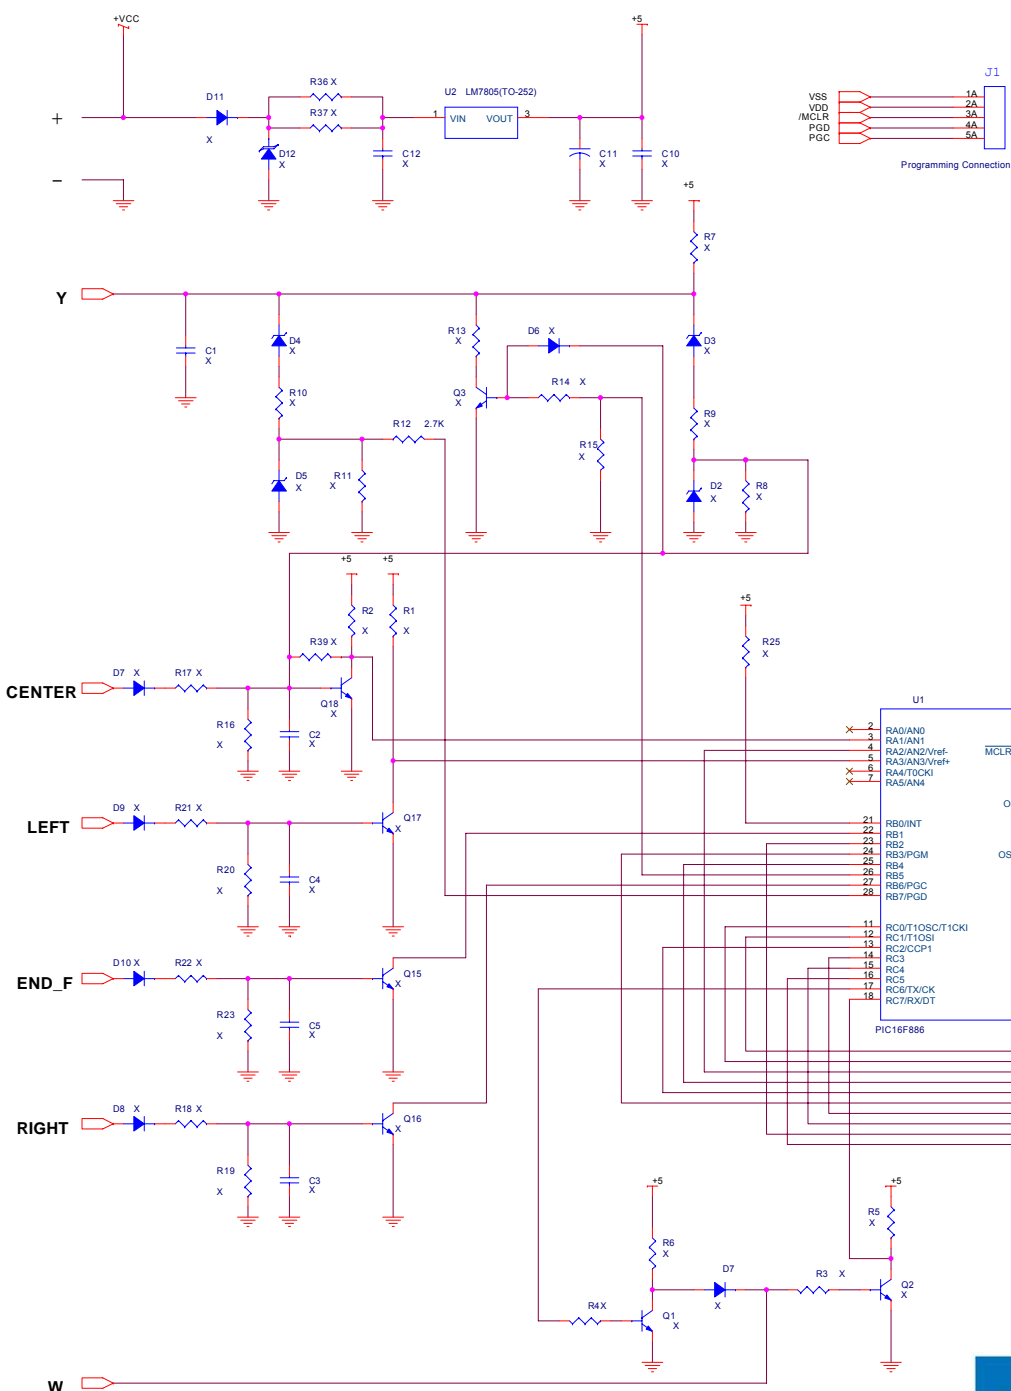 +VCC
+5
J1
R36 X
U2 LM7805(TO-252)
D11
R37 X
VSS 1A
VDD 2A
/MCLR 3A
PGD 4A
PGC 5A
+ 1 VIN VOUT 3
X
D12
X
C12
X
C11
X
C10
X
Programming Connection
−
+5
R7
X
Y
R13
X
D6 X
D4
X
D3
X
C1
X
R14 X
R10
X
Q3
X
R12 2.7K
R9
X
R15
X
D5
X
R11
X
D2
X
R8
X
+5 +5
R2
X
R1
X
+5
R39 X
R25
X
D7 X R17 X
CENTER
Q18
X
U1
R16
X
C2
X
2 RA0/AN0
3 RA1/AN1
4 RA2/AN2/Vref- MCLR
5 RA3/AN3/Vref+
6 RA4/T0CKI
7 RA5/AN4
D9 X R21 X
Q17
X
LEFT
R20
X
C4
X
O
21 RB0/INT
22 RB1
23 RB2
24 RB3/PGM OS
25 RB4
26 RB5
27 RB6/PGC
28 RB7/PGD
11 RC0/T1OSC/T1CKI
12 RC1/T1OSI
13 RC2/CCP1
14 RC3
15 RC4
16 RC5
17 RC6/TX/CK
18 RC7/RX/DT
PIC16F886
D10 X R22 X
Q15
X
END_F
R23
X
C5
X
D8 X R18 X
Q16
X
RIGHT
R19
X
C3
X
+5 +5
R5
X
R6
X
D7
X
R3 X
Q2
X
R4X
Q1
X
W